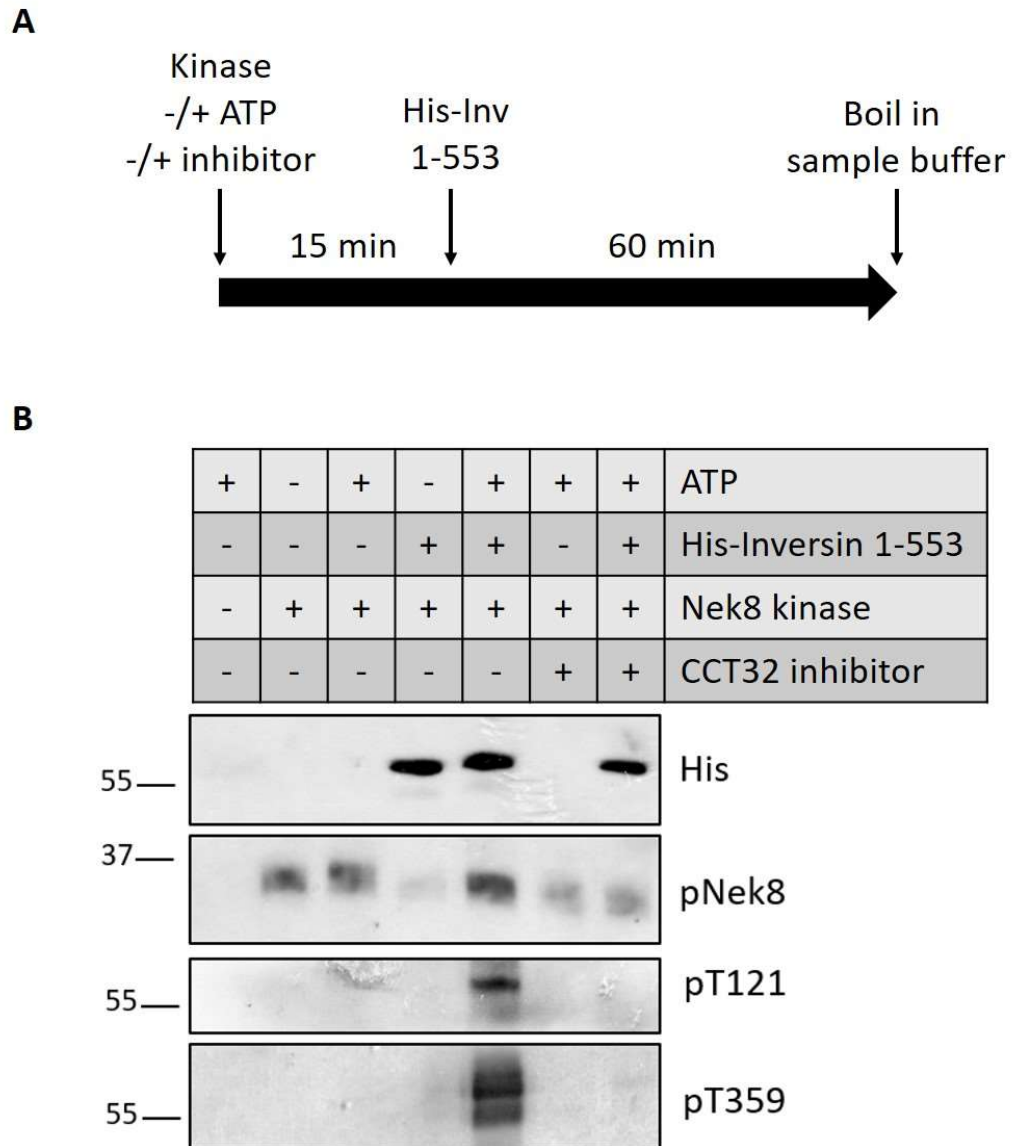 A
Kinase
-/+ ATP
-/+ inhibitor
His-Inv
1-553
Boil in
sample buffer
15 min
60 min
B
+ - + - + + + ATP
- - - + + - + His-Inversin 1-553
- + + + + + + Nek8 kinase
- - - - - + + CCT32 inhibitor
55 His
37 pNek8
55 pT121
55 pT359